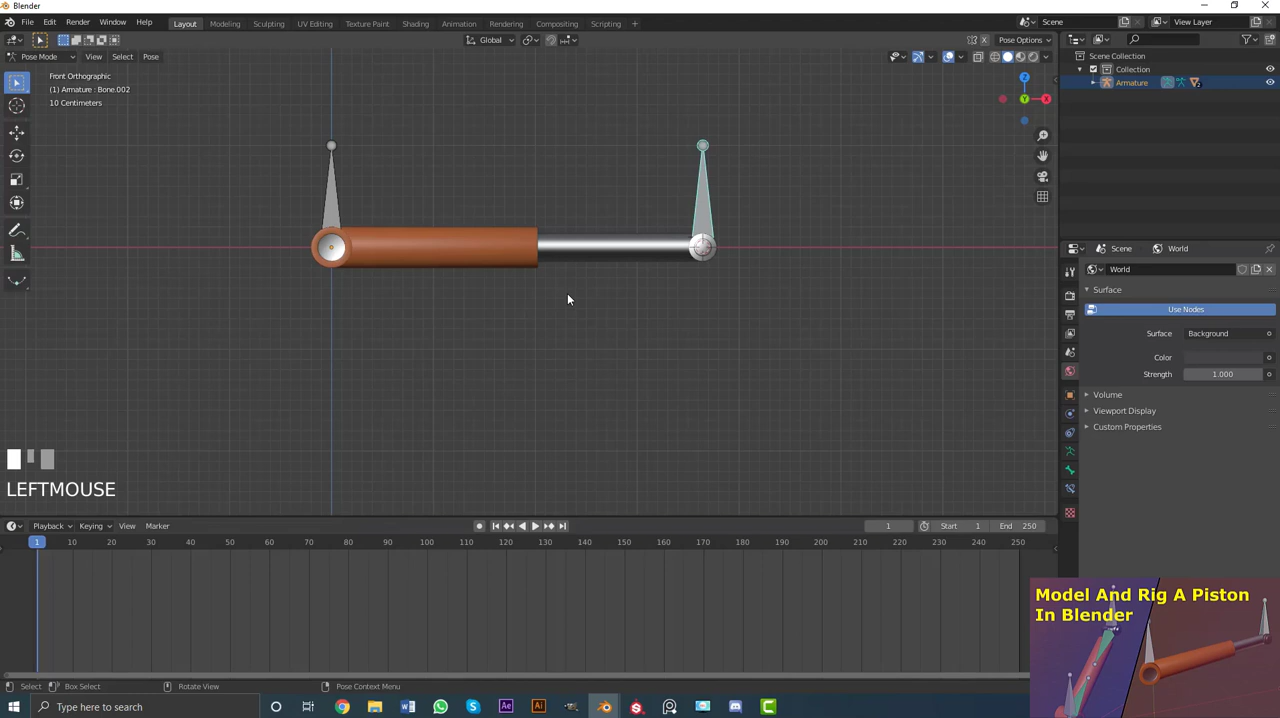 Blender
File Edit Render Window Help
Layout Modeling Sculpting UV Editing Texture Paint Shading Animation Rendering Compositing Scripting +
Scene
View Layer
Global
Pose Options
Pose Mode View Select Pose
Front Orthographic
(1) Armature : Bone.002
10 Centimeters
Z
Y
X
Scene Collection
Collection
Armature
2
Scene > World
World
Surface
Use Nodes
Surface Background
Color
Strength 1.000
Volume
Viewport Display
Custom Properties
LEFTMOUSE
Playback Keying View Marker
1 Start 1 End 250
1 10 20 30 40 50 60 70 80 90 100 110 120 130 140 150 160 170 180 190 200 210 220 230 240 250
Model And Rig A Piston
In Blender
Select Box Select Rotate View Pose Context Menu
Type here to search
Ae Ai